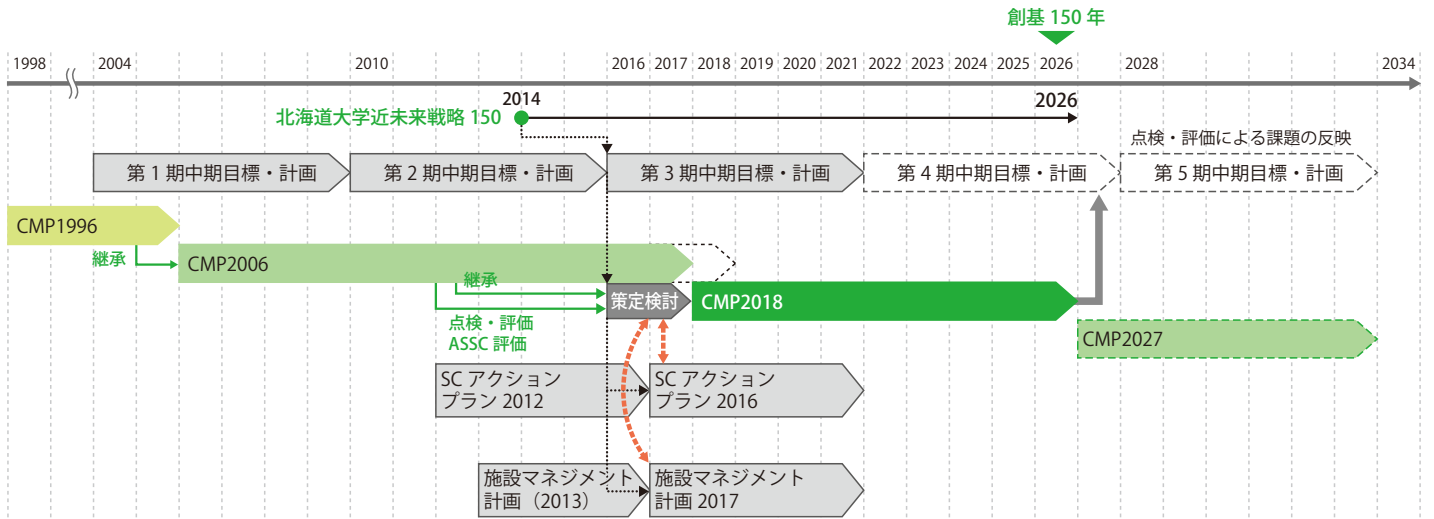 創基 150 年
1998 2004 2010 2016 2017 2018 2019 2020 2021 2022 2023 2024 2025 2026 2028 2034
2014 2026
北海道大学近未来戦略 150
点検・評価による課題の反映
第 1 期中期目標・計画 第 2 期中期目標・計画 第 3 期中期目標・計画 第 4 期中期目標・計画 第 5 期中期目標・計画
CMP1996
継承
CMP2006
継承
策定検討
CMP2018
点検・評価
ASSC 評価
CMP2027
SC アクション
プラン 2012
SC アクション
プラン 2016
施設マネジメント
計画（2013）
施設マネジメント
計画 2017